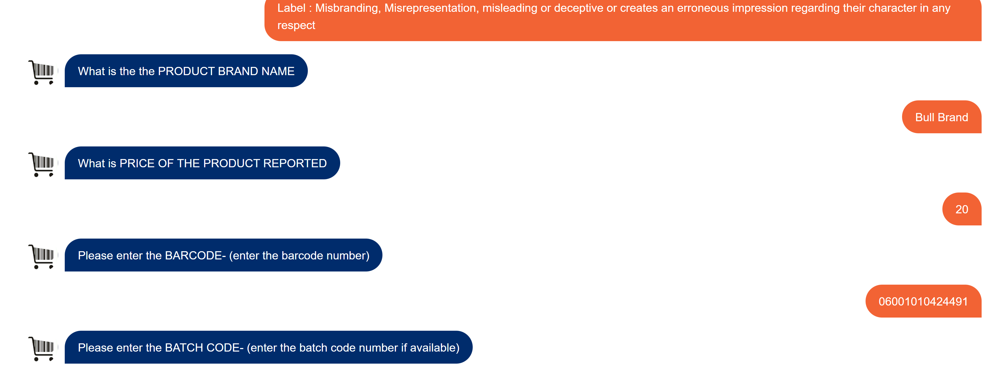 Label : Misbranding, Misrepresentation, misleading or deceptive or creates an erroneous impression regarding their character in any
respect
What is the the PRODUCT BRAND NAME
Bull Brand
What is PRICE OF THE PRODUCT REPORTED
20
Please enter the BARCODE- (enter the barcode number)
06001010424491
Please enter the BATCH CODE- (enter the batch code number if available)